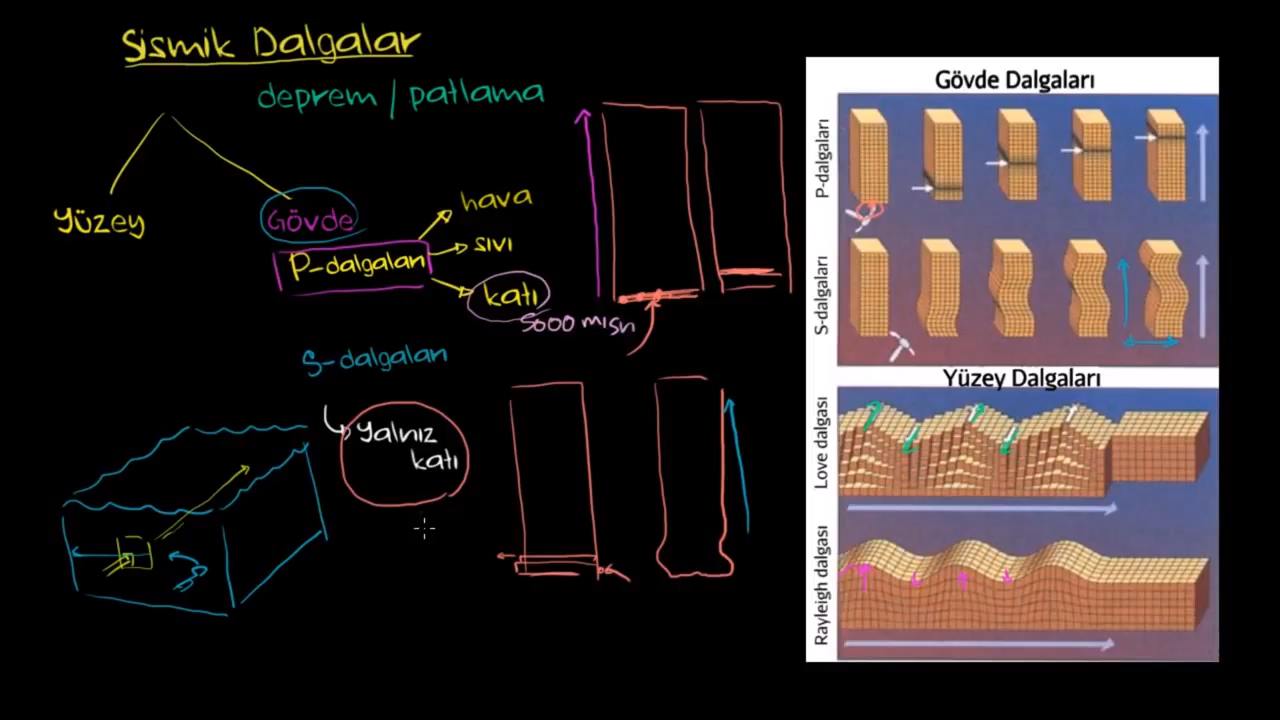 Sismik Dalgalar
deprem / patlama
Yüzey
Gövde
P-dalgaları
hava
sıvı
katı
5000 m/sn
S-dalgaları
yalnız
katı
Gövde Dalgaları
P-dalgaları
S-dalgaları
Yüzey Dalgaları
Love dalgası
Rayleigh dalgası